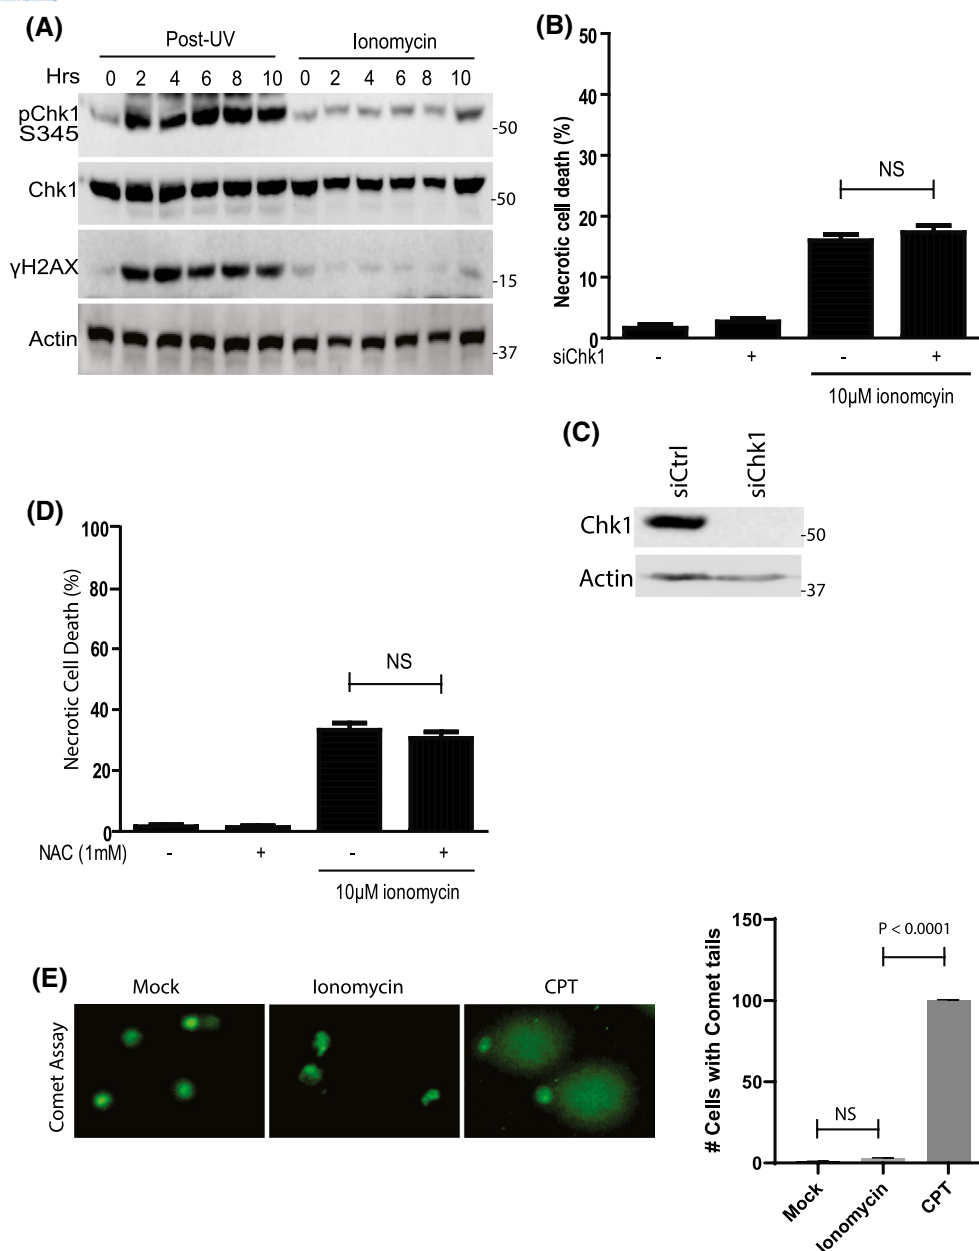 (A)
Post-UV Ionomycin
Hrs 0 2 4 6 8 10 0 2 4 6 8 10
pChk1
S345
-50
Chk1
-50
γH2AX
-15
Actin
-37
(B)
Necrotic cell death (%)
50
40
30
20
10
0
NS
siChk1 - + - +
10μM ionomcyin
(C)
siCtrl siChk1
Chk1
-50
Actin
-37
(D)
Necrotic Cell Death (%)
100
80
60
40
20
0
NS
NAC (1mM) - + - +
10μM ionomycin
(E)
Mock Ionomycin CPT
Comet Assay
# Cells with Comet tails
150
100
50
0
P < 0.0001
NS
Mock
Ionomycin
CPT